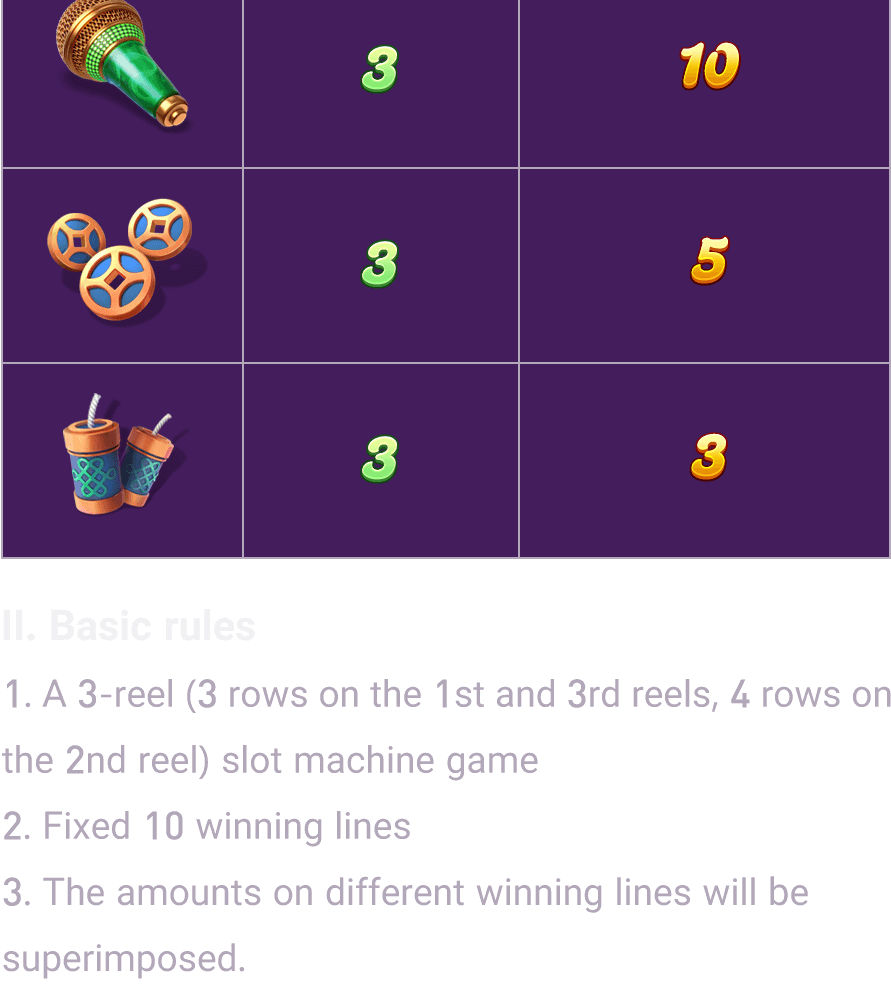 3 10
3 5
3 3
II. Basic rules
1. A 3-reel (3 rows on the 1st and 3rd reels, 4 rows on
the 2nd reel) slot machine game
2. Fixed 10 winning lines
3. The amounts on different winning lines will be
superimposed.